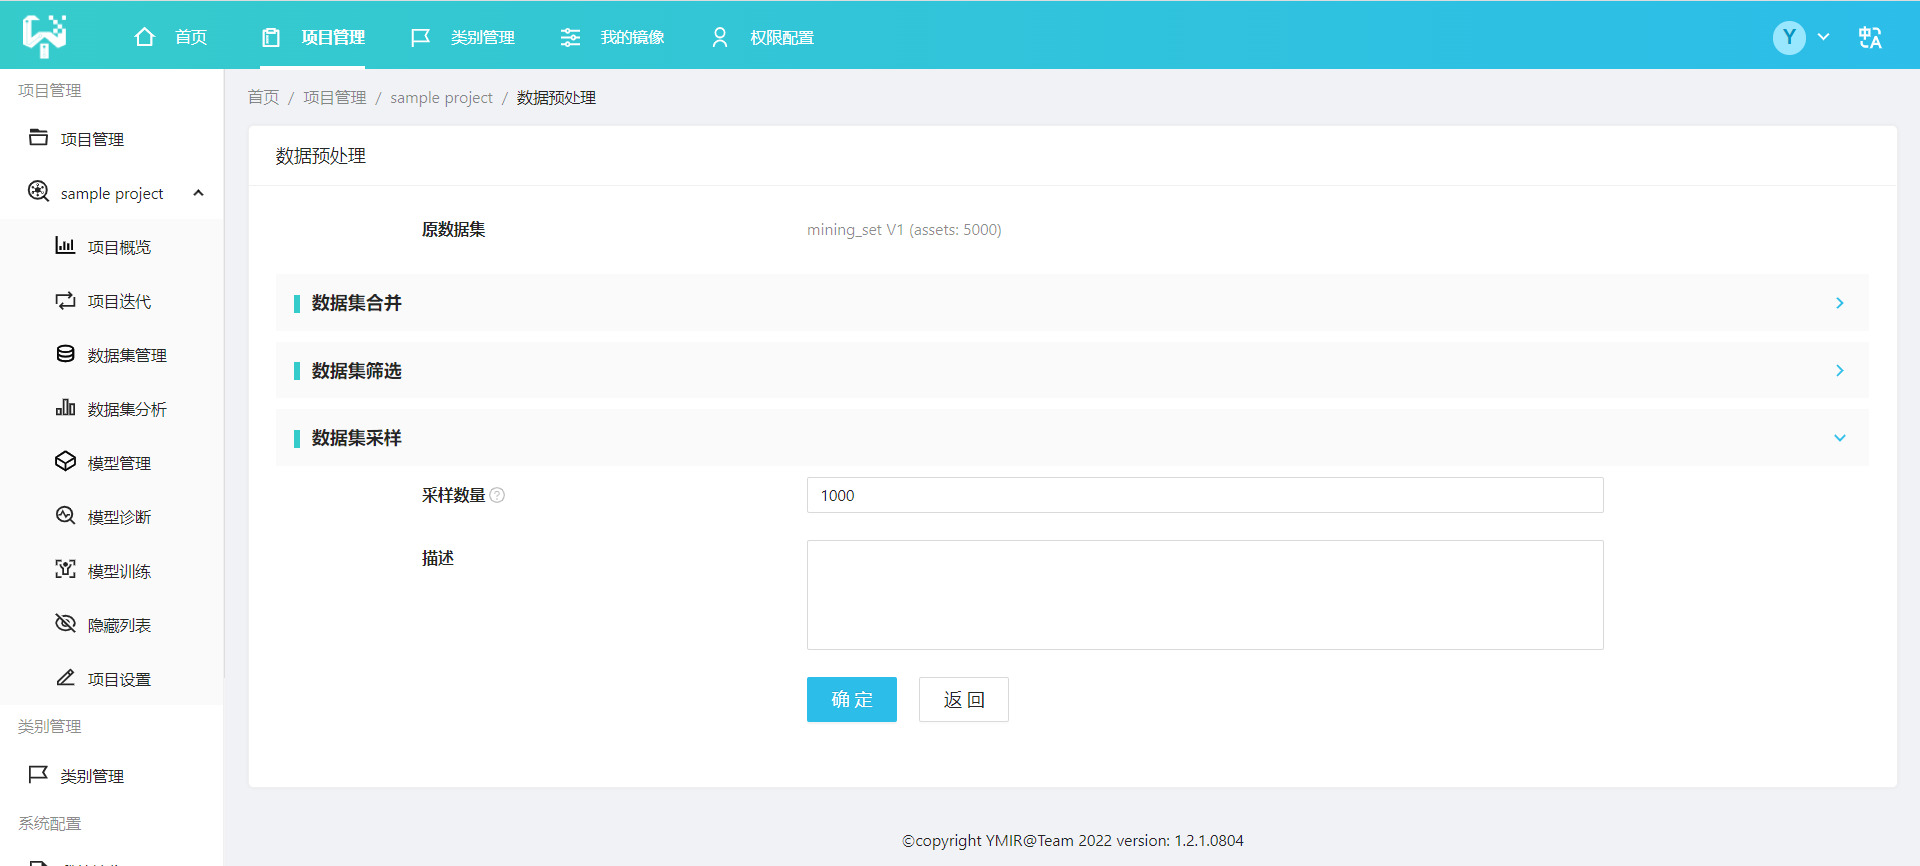 首页
项目管理
类别管理
我的镜像
权限配置
Y
项目管理
项目管理
sample project
项目概览
项目迭代
数据集管理
数据集分析
模型管理
模型诊断
模型训练
隐藏列表
项目设置
类别管理
类别管理
系统配置
首页 / 项目管理 / sample project / 数据预处理
数据预处理
原数据集 mining_set V1 (assets: 5000)
数据集合并
数据集筛选
数据集采样
采样数量 1000
描述
确 定 返 回
©copyright YMIR@Team 2022 version: 1.2.1.0804